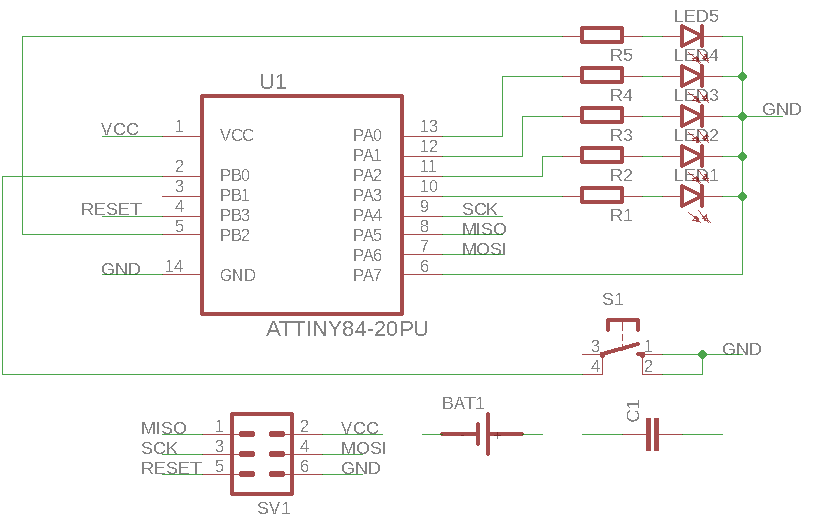 LED5
R5
LED4
R4
LED3
GND
R3
LED2
R2
LED1
R1
U1
VCC 1 VCC PA0 13
PA1 12
2 PB0 PA2 11
3 PB1 PA3 10
RESET 4 PB3 PA4 9 SCK
5 PB2 PA5 8 MISO
PA6 7 MOSI
GND 14 GND PA7 6
ATTINY84-20PU
S1
3 1 GND
4 2
MISO 1 2 VCC
SCK 3 4 MOSI
RESET 5 6 GND
SV1
BAT1
C1